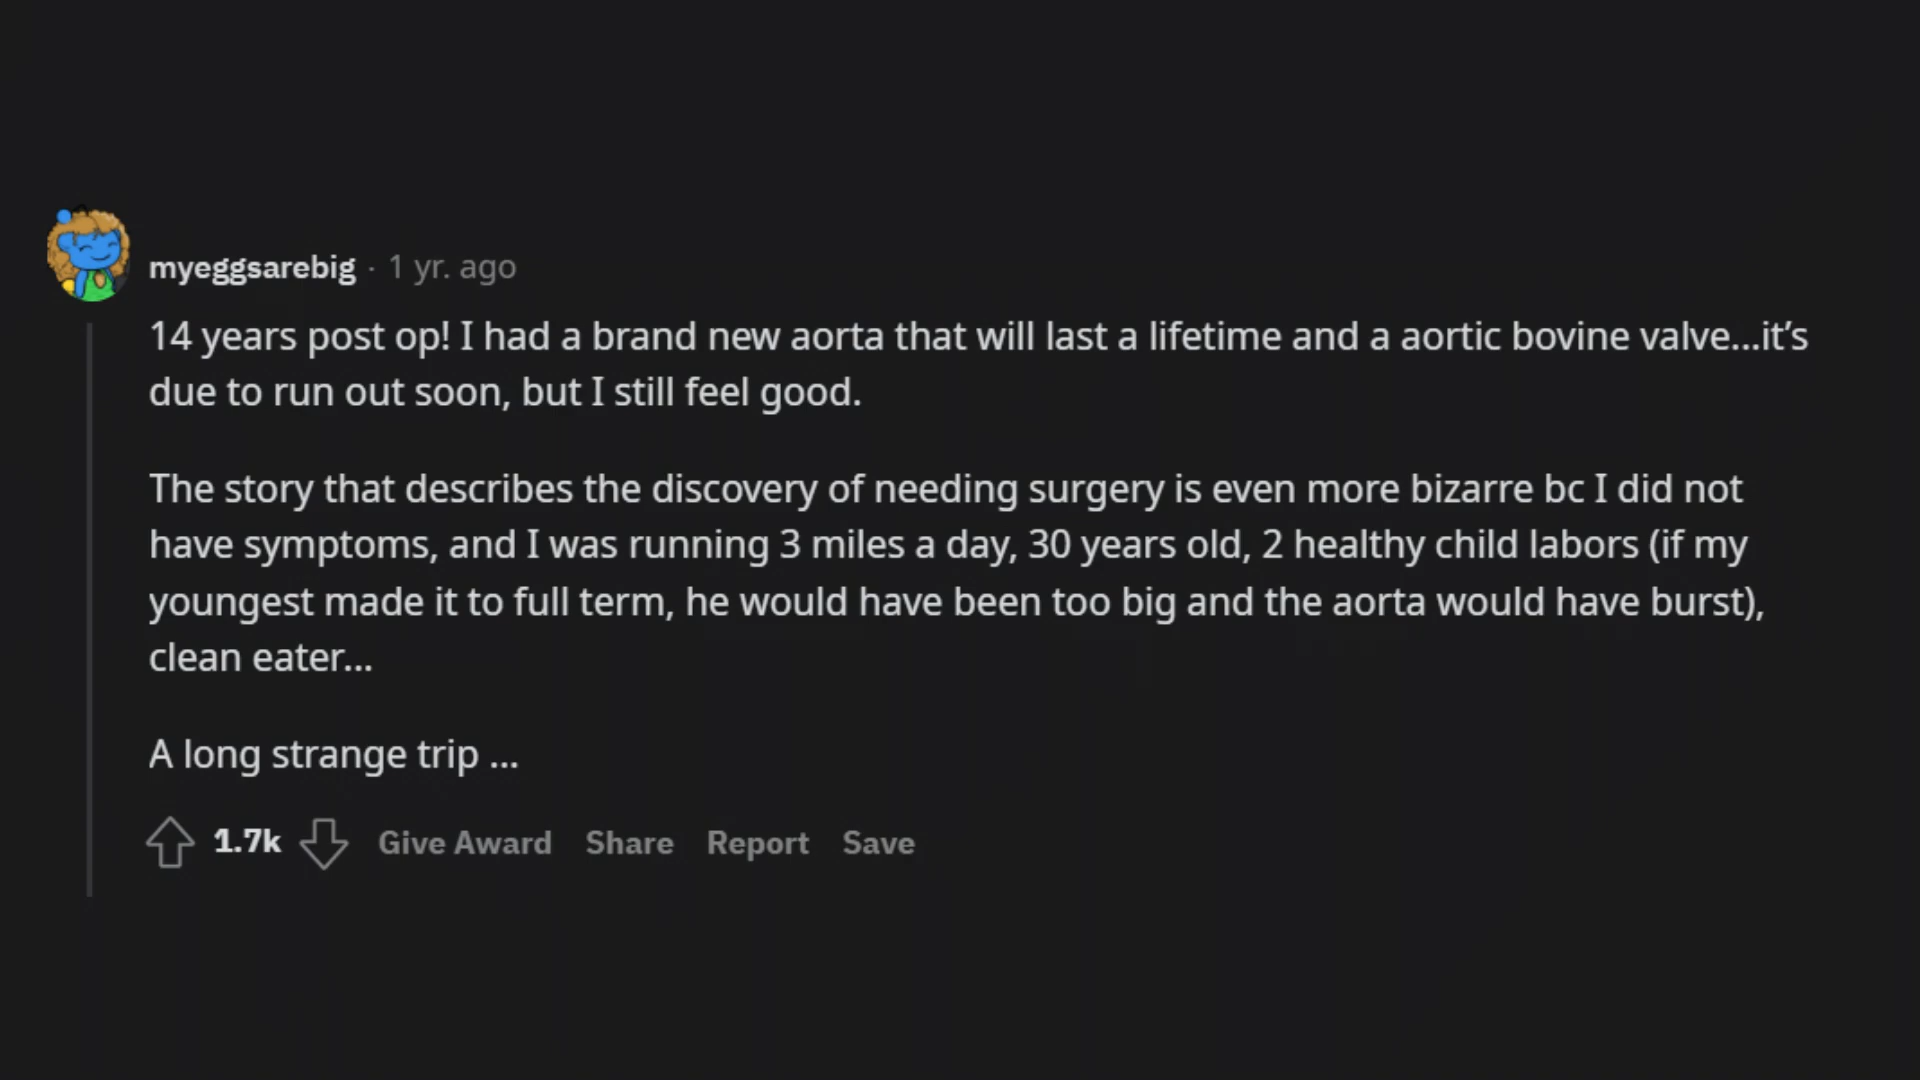 myeggsarebig · 1 yr. ago
14 years post op! I had a brand new aorta that will last a lifetime and a aortic bovine valve...it’s
due to run out soon, but I still feel good.
The story that describes the discovery of needing surgery is even more bizarre bc I did not
have symptoms, and I was running 3 miles a day, 30 years old, 2 healthy child labors (if my
youngest made it to full term, he would have been too big and the aorta would have burst),
clean eater...
A long strange trip ...
1.7k Give Award Share Report Save